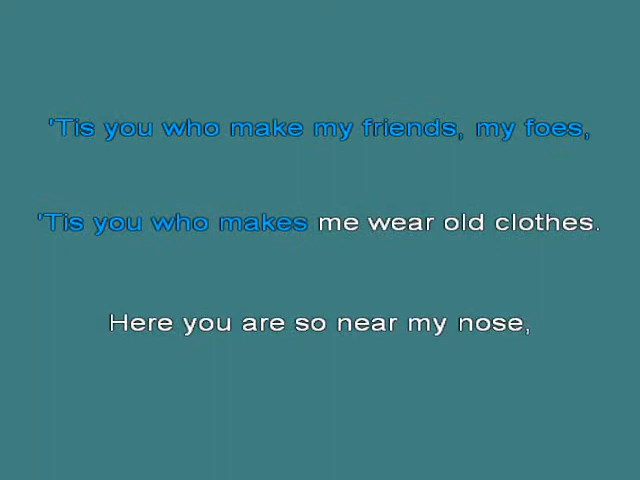 'Tis you who make my friends, my foes,
'Tis you who makes me wear old clothes.
Here you are so near my nose,